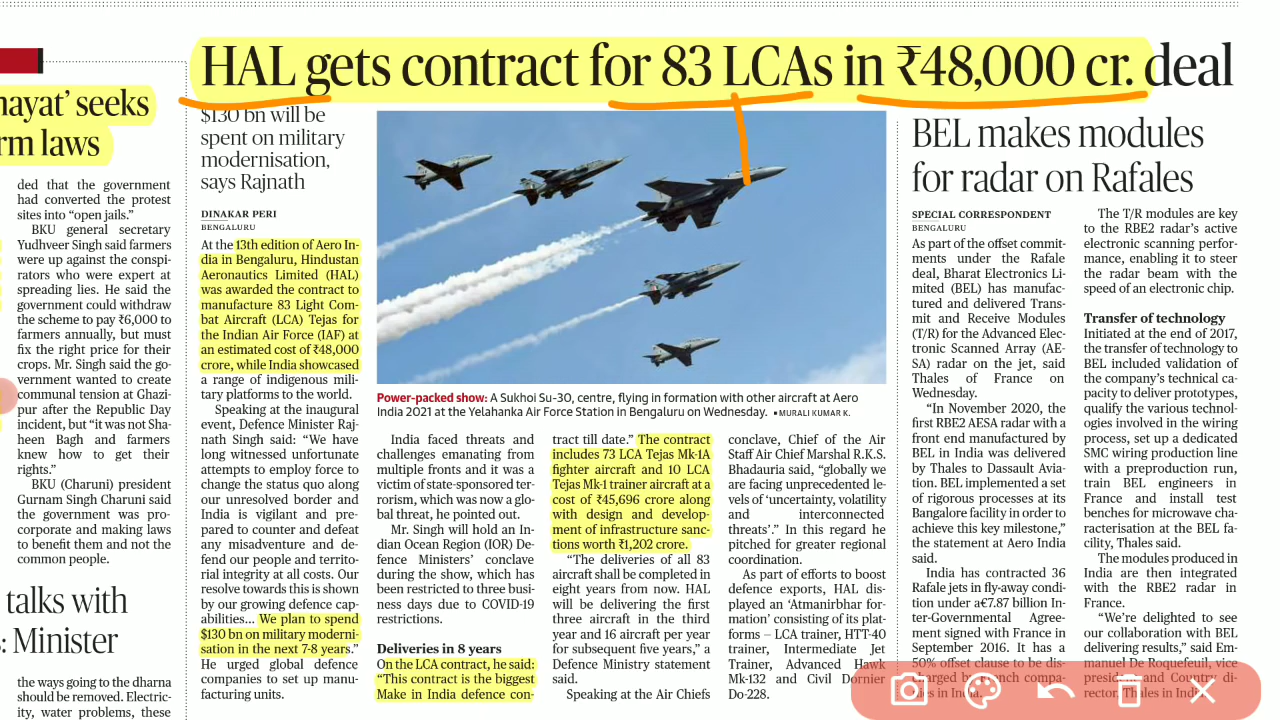 hayat’ seeks
rm laws
ded that the government
had converted the protest
sites into “open jails.”
BKU general secretary
Yudhveer Singh said farmers
were up against the conspi-
rators who were expert at
spreading lies. He said the
government could withdraw
the scheme to pay ₹6,000 to
farmers annually, but must
fix the right price for their
crops. Mr. Singh said the go-
vernment wanted to create
communal tension at Ghazi-
pur after the Republic Day
incident, but “it was not Sha-
heen Bagh and farmers
knew how to get their
rights.”
BKU (Charuni) president
Gurnam Singh Charuni said
the government was pro-
corporate and making laws
to benefit them and not the
common people.
talks with
: Minister
the ways going to the dharna
should be removed. Electric-
ity, water problems, these
HAL gets contract for 83 LCAs in ₹48,000 cr. deal
$130 bn will be
spent on military
modernisation,
says Rajnath
DINAKAR PERI
BENGALURU
At the 13th edition of Aero In-
dia in Bengaluru, Hindustan
Aeronautics Limited (HAL)
was awarded the contract to
manufacture 83 Light Com-
bat Aircraft (LCA) Tejas for
the Indian Air Force (IAF) at
an estimated cost of ₹48,000
crore, while India showcased
a range of indigenous mili-
tary platforms to the world.
Speaking at the inaugural
event, Defence Minister Raj-
nath Singh said: “We have
long witnessed unfortunate
attempts to employ force to
change the status quo along
our unresolved border and
India is vigilant and pre-
pared to counter and defeat
any misadventure and de-
fend our people and territo-
rial integrity at all costs. Our
resolve towards this is shown
by our growing defence cap-
abilities... We plan to spend
$130 bn on military moderni-
sation in the next 7-8 years.”
He urged global defence
companies to set up manu-
facturing units.
Power-packed show: A Sukhoi Su-30, centre, flying in formation with other aircraft at Aero
India 2021 at the Yelahanka Air Force Station in Bengaluru on Wednesday. ▪ MURALI KUMAR K.
India faced threats and
challenges emanating from
multiple fronts and it was a
victim of state-sponsored ter-
rorism, which was now a glo-
bal threat, he pointed out.
Mr. Singh will hold an In-
dian Ocean Region (IOR) De-
fence Ministers’ conclave
during the show, which has
been restricted to three busi-
ness days due to COVID-19
restrictions.
Deliveries in 8 years
On the LCA contract, he said:
“This contract is the biggest
Make in India defence con-
tract till date.” The contract
includes 73 LCA Tejas Mk-1A
fighter aircraft and 10 LCA
Tejas Mk-1 trainer aircraft at a
cost of ₹45,696 crore along
with design and develop-
ment of infrastructure sanc-
tions worth ₹1,202 crore.
“The deliveries of all 83
aircraft shall be completed in
eight years from now. HAL
will be delivering the first
three aircraft in the third
year and 16 aircraft per year
for subsequent five years,” a
Defence Ministry statement
said.
Speaking at the Air Chiefs
conclave, Chief of the Air
Staff Air Chief Marshal R.K.S.
Bhadauria said, “globally we
are facing unprecedented le-
vels of ‘uncertainty, volatility
and interconnected
threats’.” In this regard he
pitched for greater regional
coordination.
As part of efforts to boost
defence exports, HAL dis-
played an ‘Atmanirbhar for-
mation’ consisting of its plat-
forms – LCA trainer, HTT-40
trainer, Intermediate Jet
Trainer, Advanced Hawk
Mk-132 and Civil Dornier
Do-228.
BEL makes modules
for radar on Rafales
SPECIAL CORRESPONDENT
BENGALURU
As part of the offset commit-
ments under the Rafale
deal, Bharat Electronics Li-
mited (BEL) has manufac-
tured and delivered Trans-
mit and Receive Modules
(T/R) for the Advanced Elec-
tronic Scanned Array (AE-
SA) radar on the jet, said
Thales of France on
Wednesday.
“In November 2020, the
first RBE2 AESA radar with a
front end manufactured by
BEL in India was delivered
by Thales to Dassault Avia-
tion. BEL implemented a set
of rigorous processes at its
Bangalore facility in order to
achieve this key milestone,”
the statement at Aero India
said.
India has contracted 36
Rafale jets in fly-away condi-
tion under a€7.87 billion In-
ter-Governmental Agree-
ment signed with France in
September 2016. It has a
50% offset clause to be dis-
charged by French compa-
nies in India.
The T/R modules are key
to the RBE2 radar’s active
electronic scanning perfor-
mance, enabling it to steer
the radar beam with the
speed of an electronic chip.
Transfer of technology
Initiated at the end of 2017,
the transfer of technology to
BEL included validation of
the company’s technical ca-
pacity to deliver prototypes,
qualify the various technol-
ogies involved in the wiring
process, set up a dedicated
SMC wiring production line
with a preproduction run,
train BEL engineers in
France and install test
benches for microwave cha-
racterisation at the BEL fa-
cility, Thales said.
The modules produced in
India are then integrated
with the RBE2 radar in
France.
“We’re delighted to see
our collaboration with BEL
delivering results,” said Em-
manuel De Roquefeuil, vice
president and Country di-
rector, Thales in India.